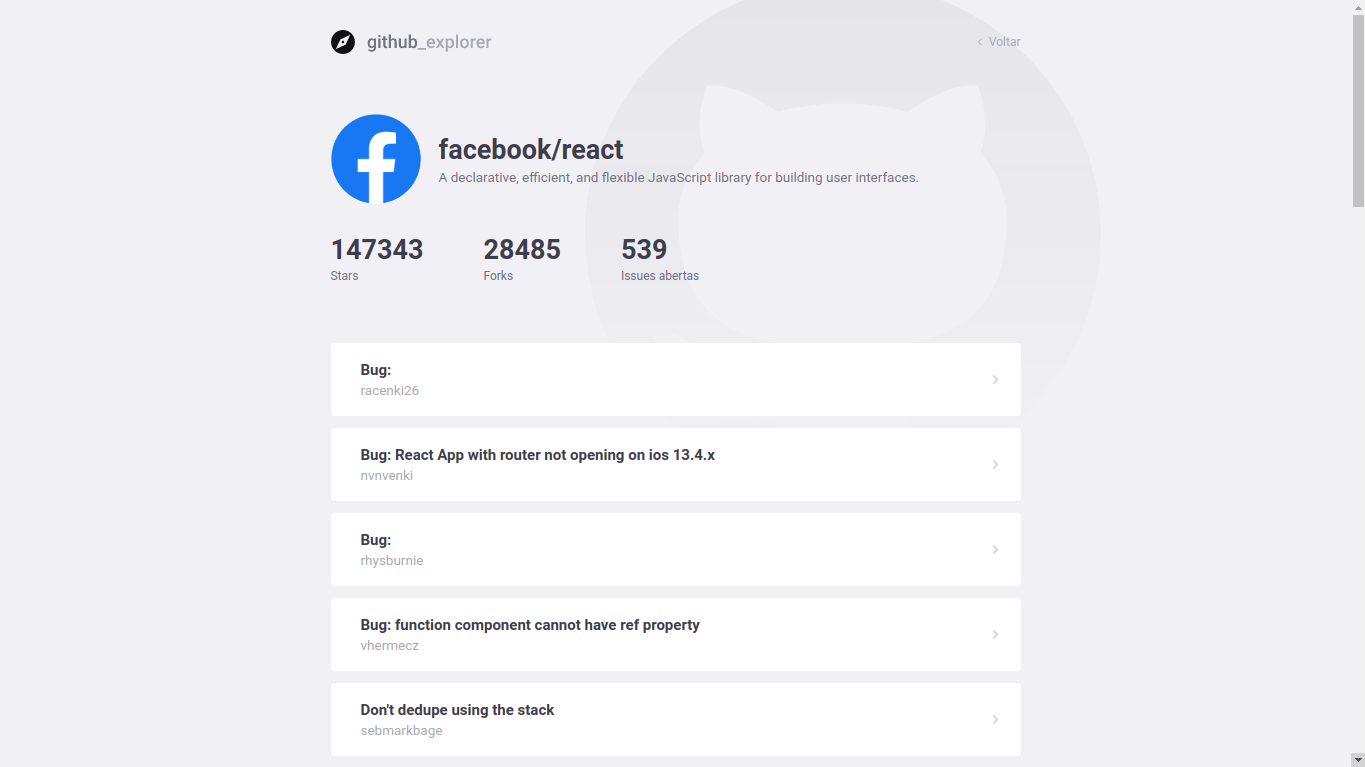 github_explorer
Voltar
facebook/react
A declarative, efficient, and flexible JavaScript library for building user interfaces.
147343 28485 539
Stars Forks Issues abertas
Bug:
racenki26
Bug: React App with router not opening on ios 13.4.x
nvnvenki
Bug:
rhysburnie
Bug: function component cannot have ref property
vhermecz
Don't dedupe using the stack
sebmarkbage